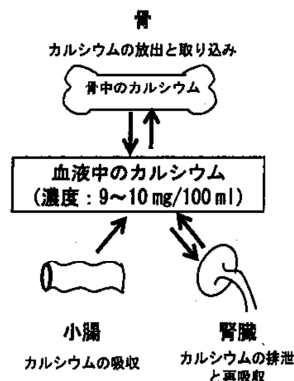 骨
カルシウムの放出と取り込み
骨中のカルシウム
血液中のカルシウム
(濃度：9〜10 mg/100 ml)
小腸
カルシウムの吸収
腎臓
カルシウムの排泄
と再吸収